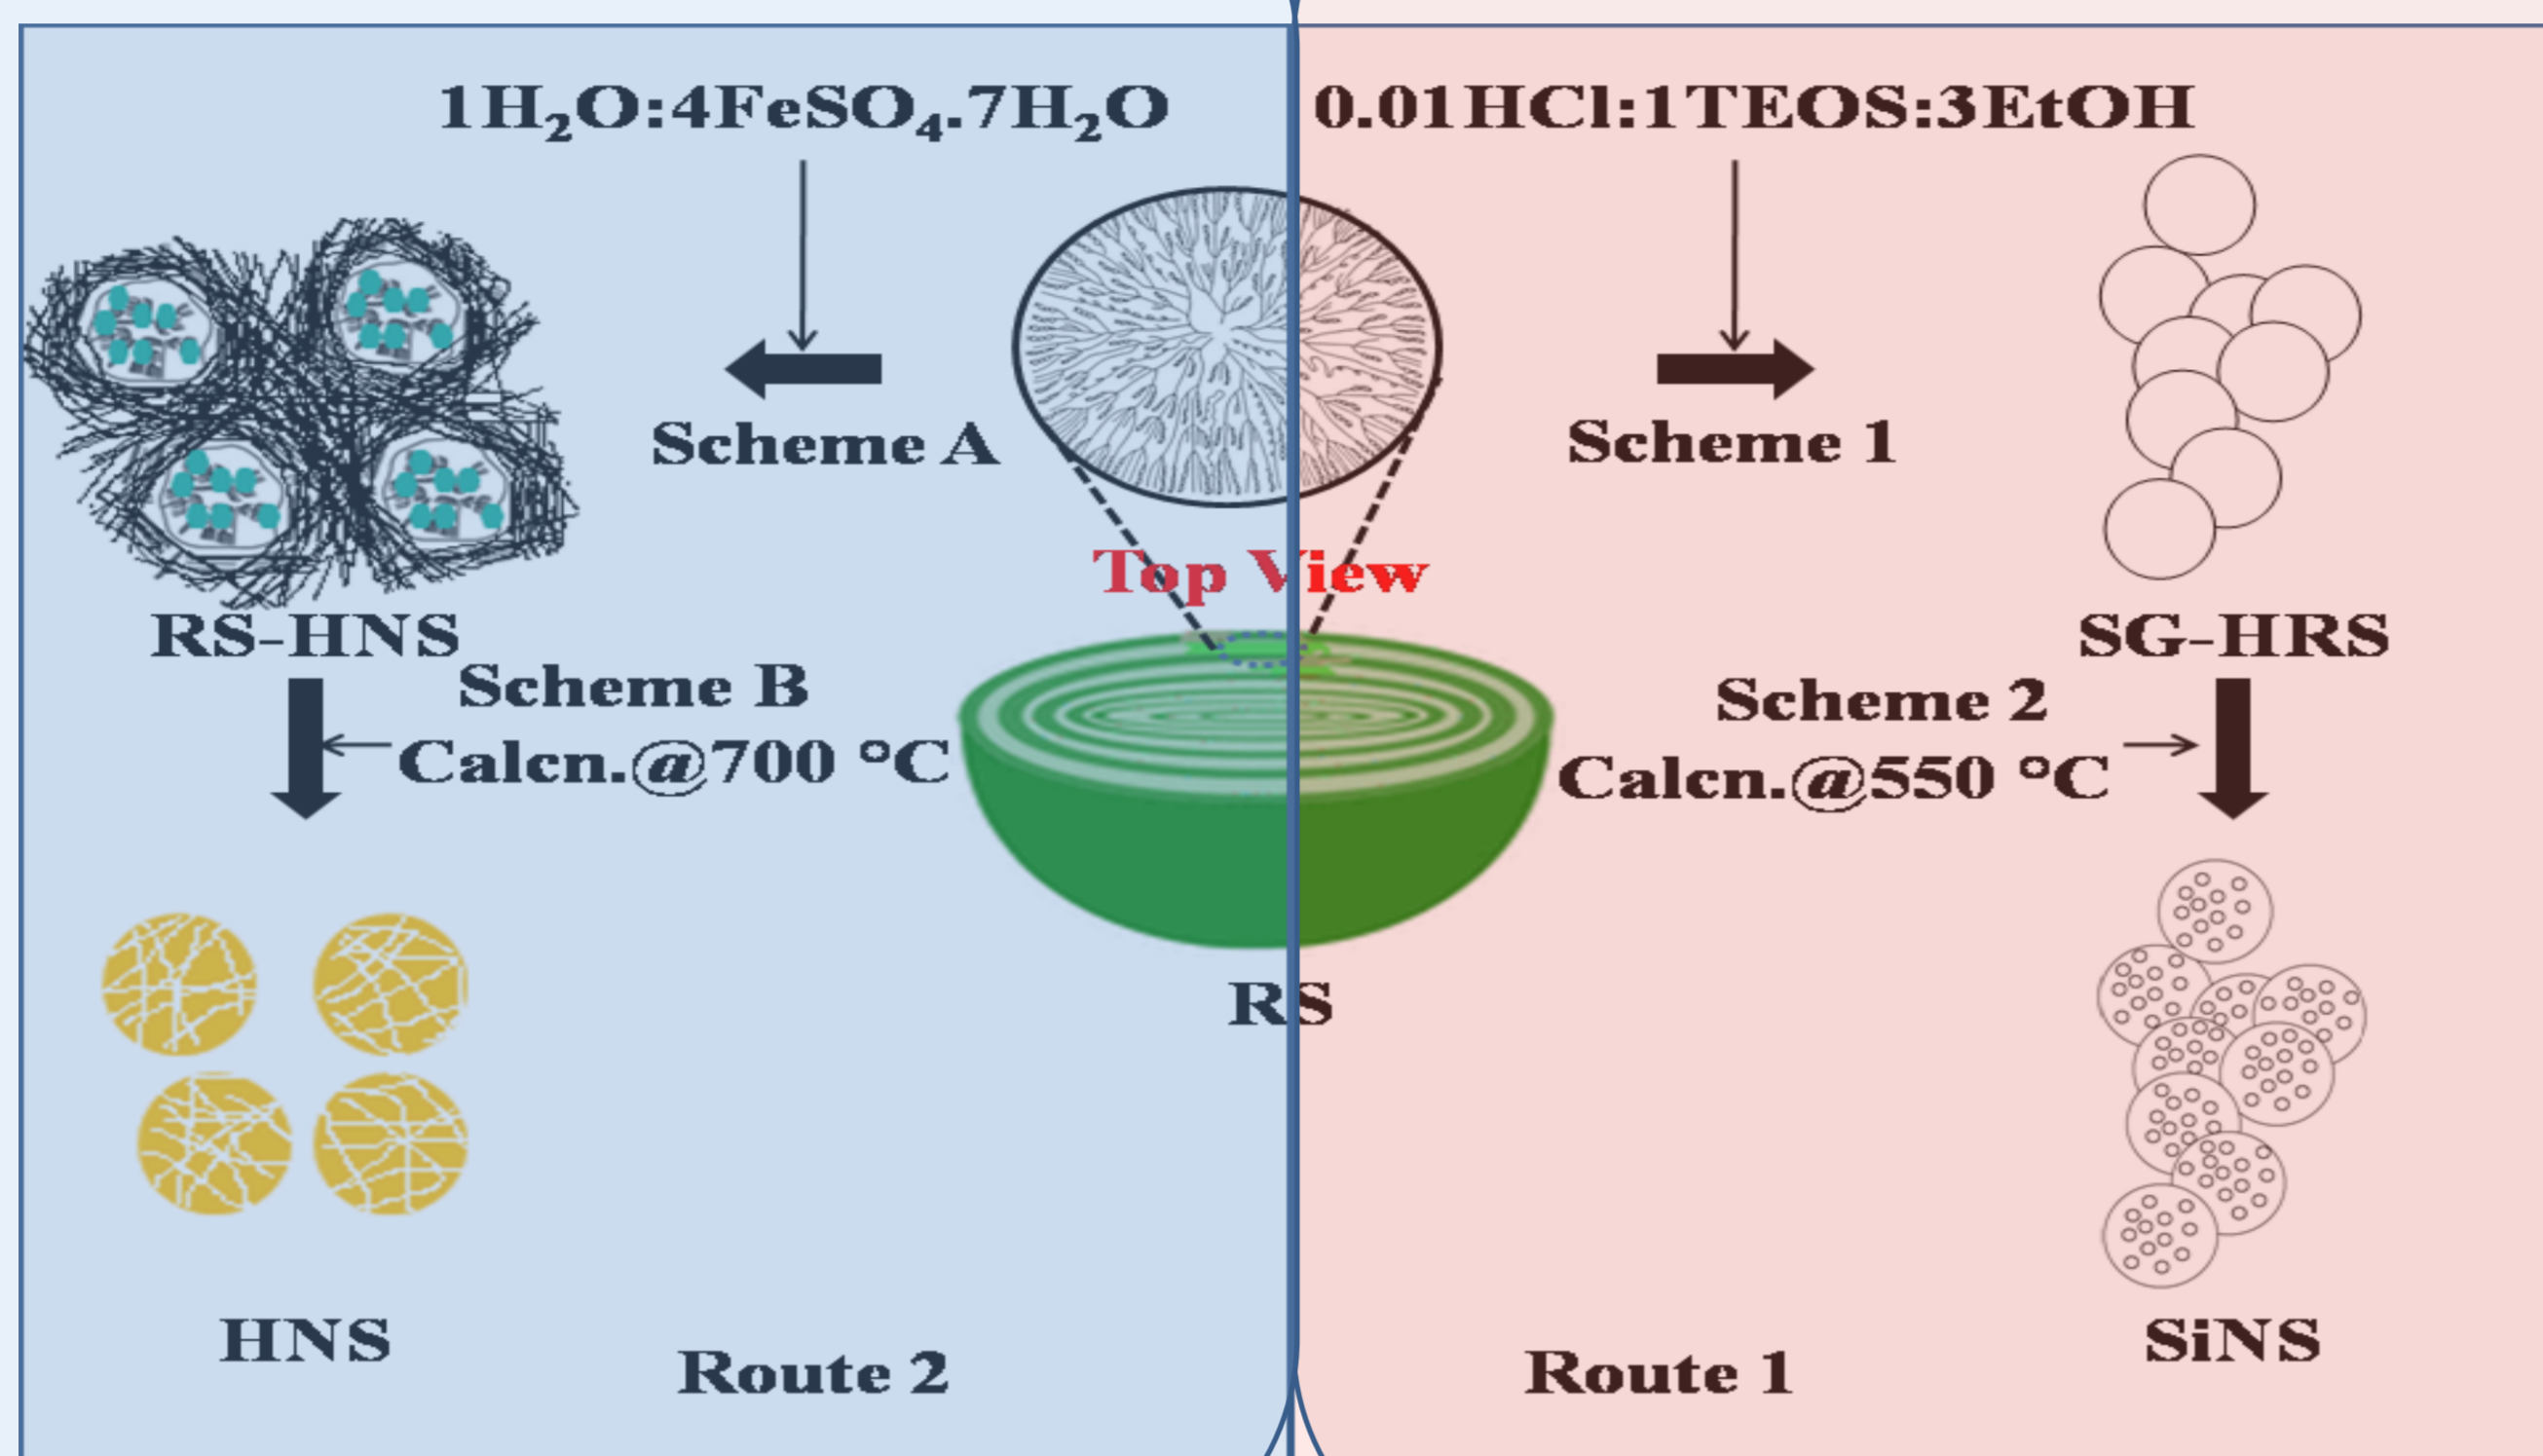 1H₂O:4FeSO₄.7H₂O
0.01HCl:1TEOS:3EtOH
Scheme A
Scheme 1
Top View
RS-HNS
SG-HRS
Scheme B
Calcn.@700 °C
Scheme 2
Calcn.@550 °C
RS
HNS
SiNS
Route 2
Route 1